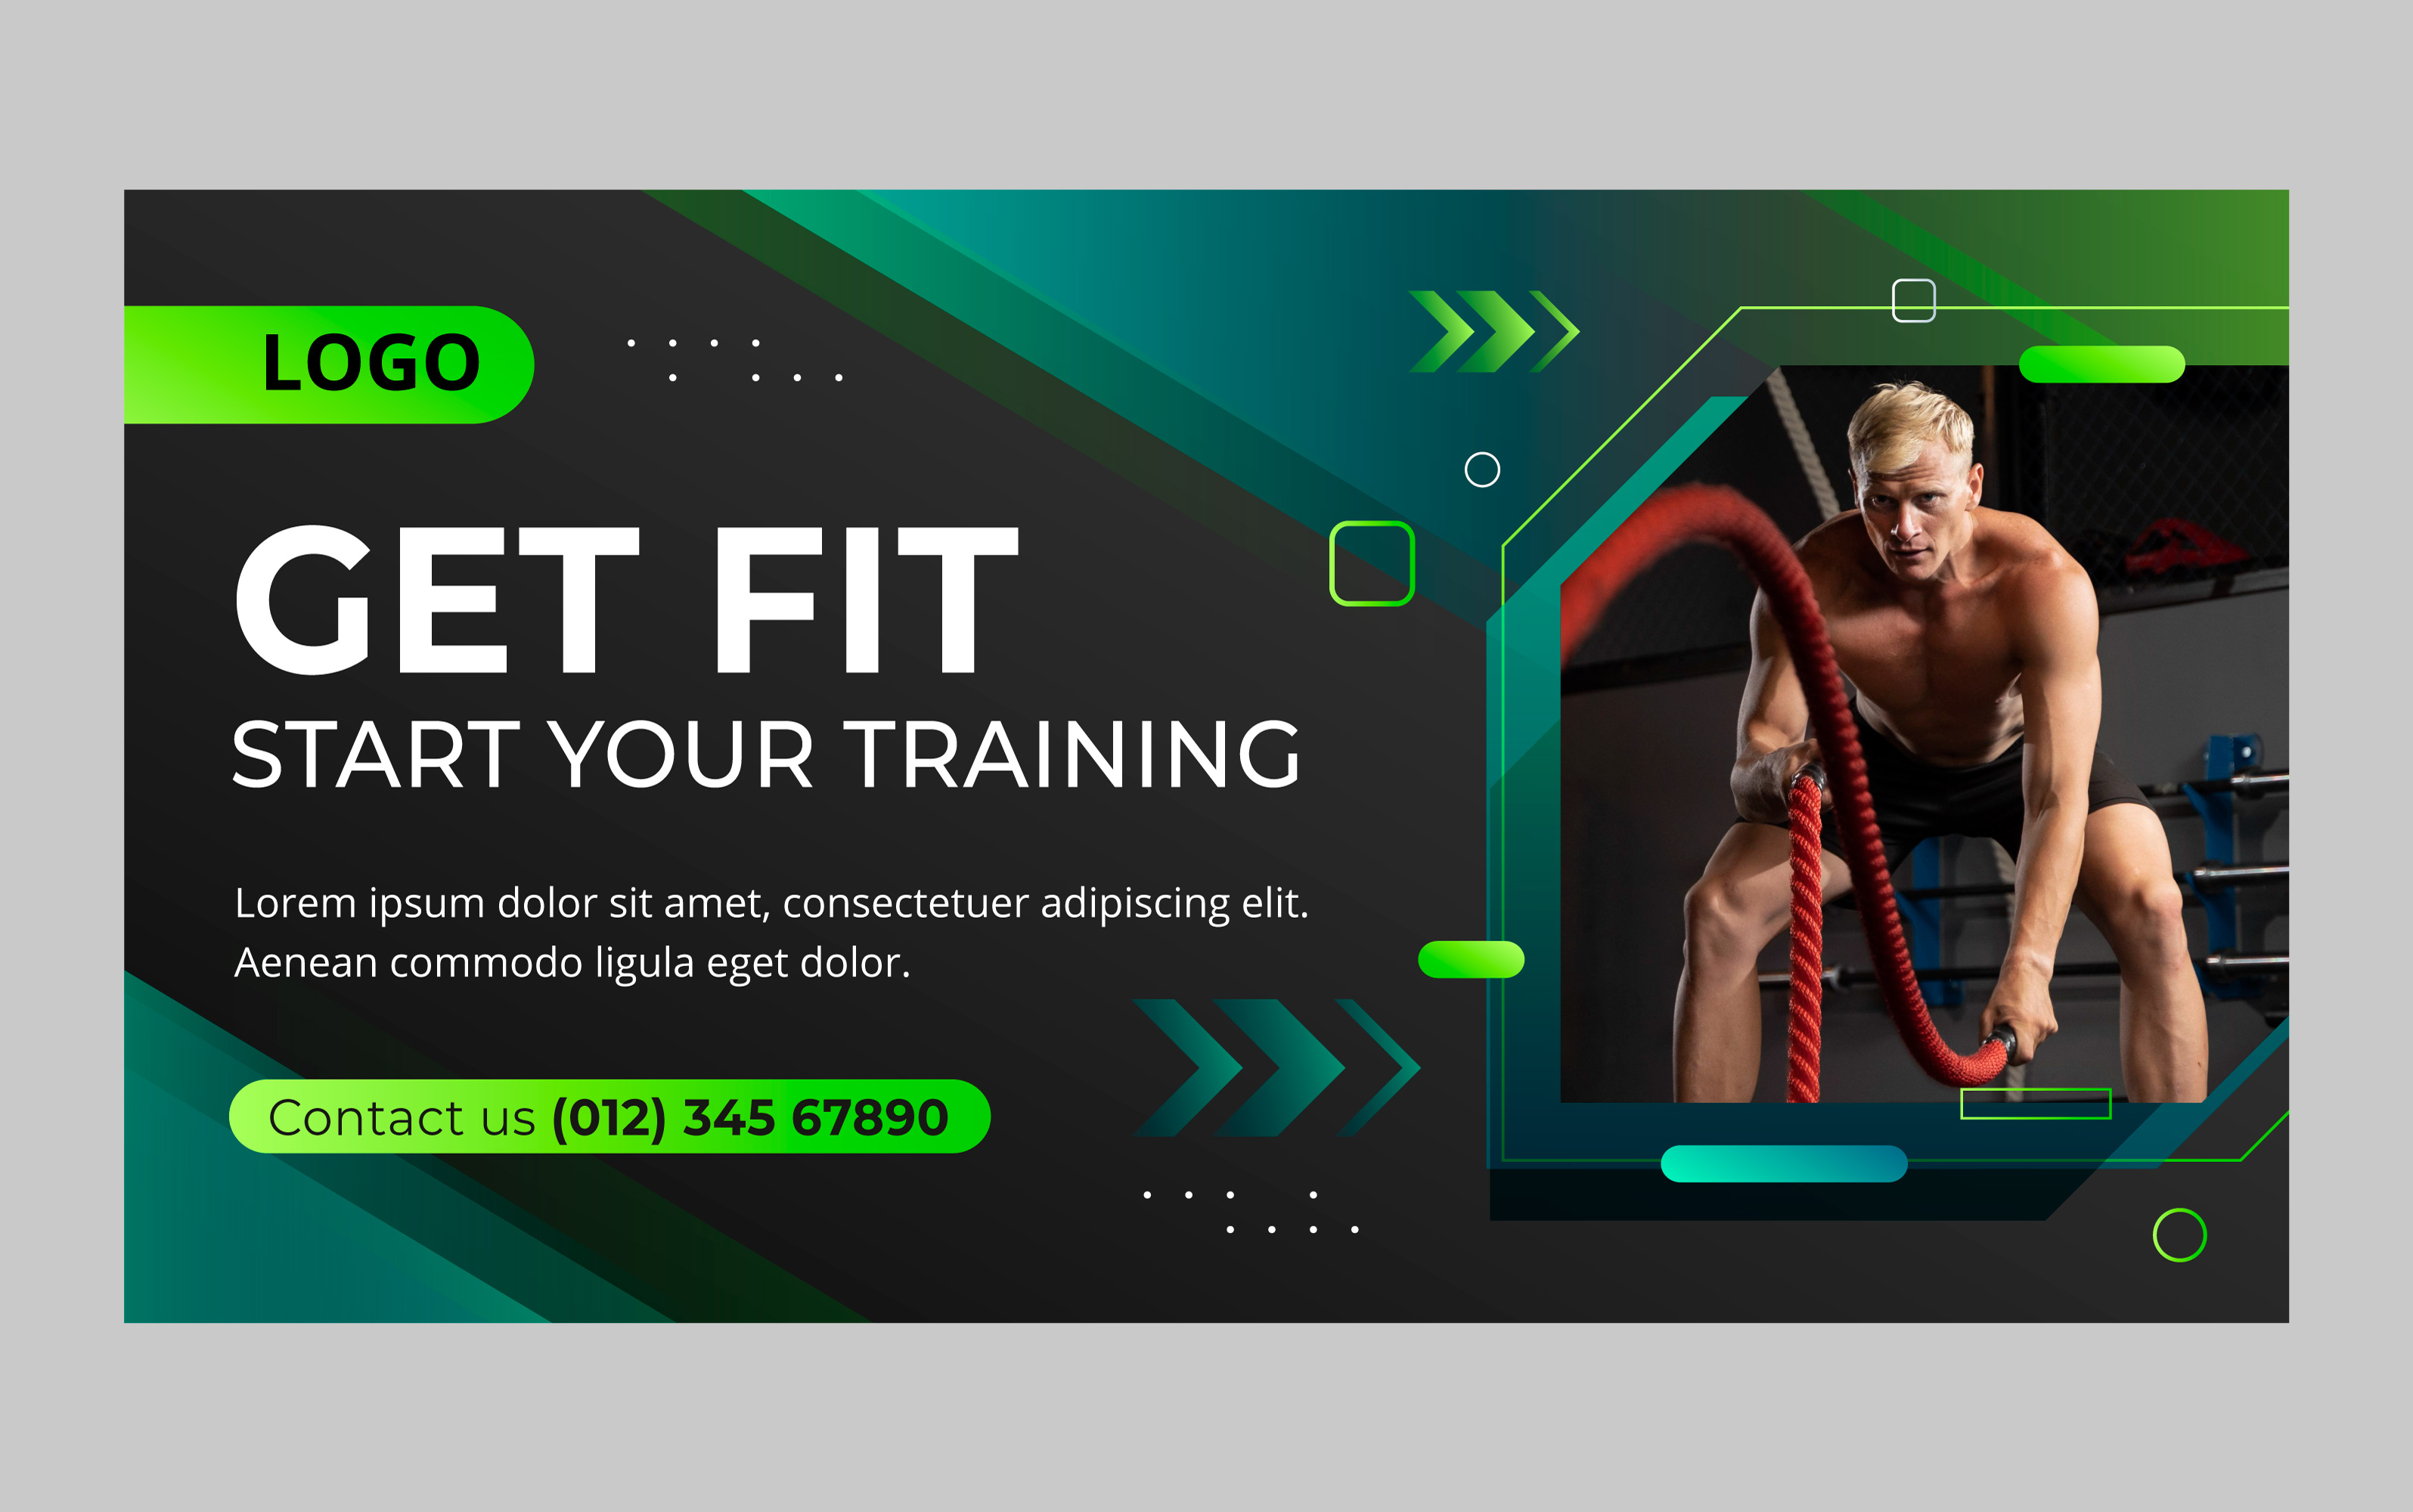 LOGO
GET FIT
START YOUR TRAINING
Lorem ipsum dolor sit amet, consectetuer adipiscing elit.
Aenean commodo ligula eget dolor.
Contact us (012) 345 67890